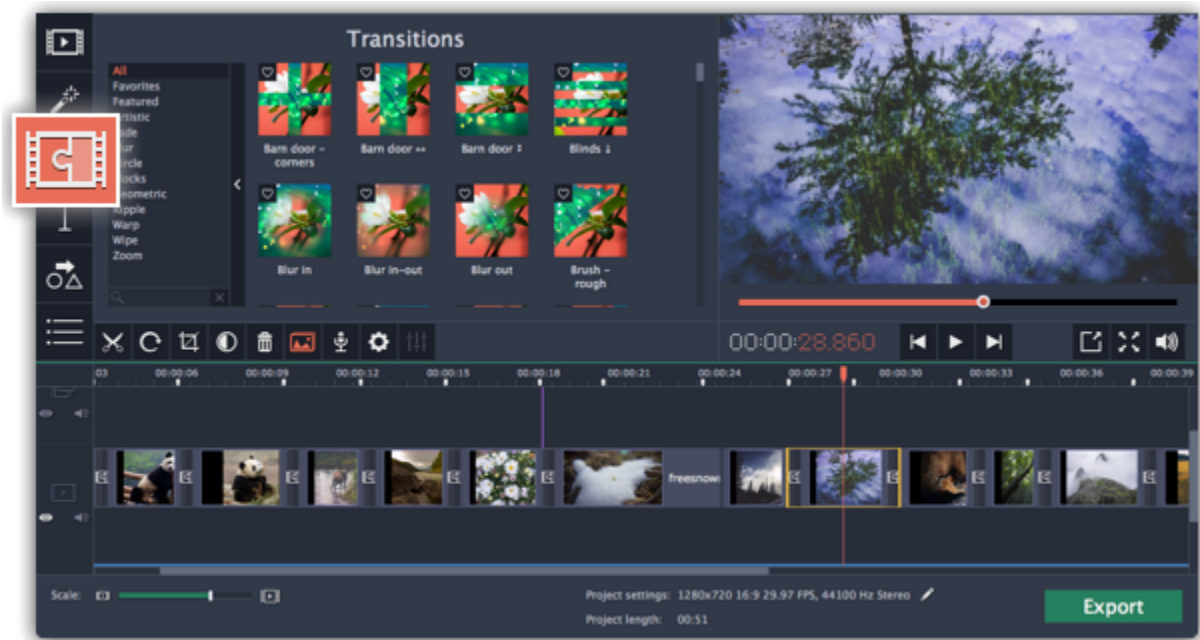 Transitions
All
Favorites
Featured
Geometric
Ripple
Warp
Wipe
Zoom
Barn door –
corners
Barn door ↔
Barn door ↕
Blinds ↓
Blur in
Blur in-out
Blur out
Brush –
rough
00:00:28.860
03 00:00:06 00:00:09 00:00:12 00:00:15 00:00:18 00:00:21 00:00:24 00:00:27 00:00:30 00:00:33 00:00:36 00:00:39
freesnow
Scale:
Project settings: 1280x720 16:9 29.97 FPS, 44100 Hz Stereo
Project length: 00:51
Export